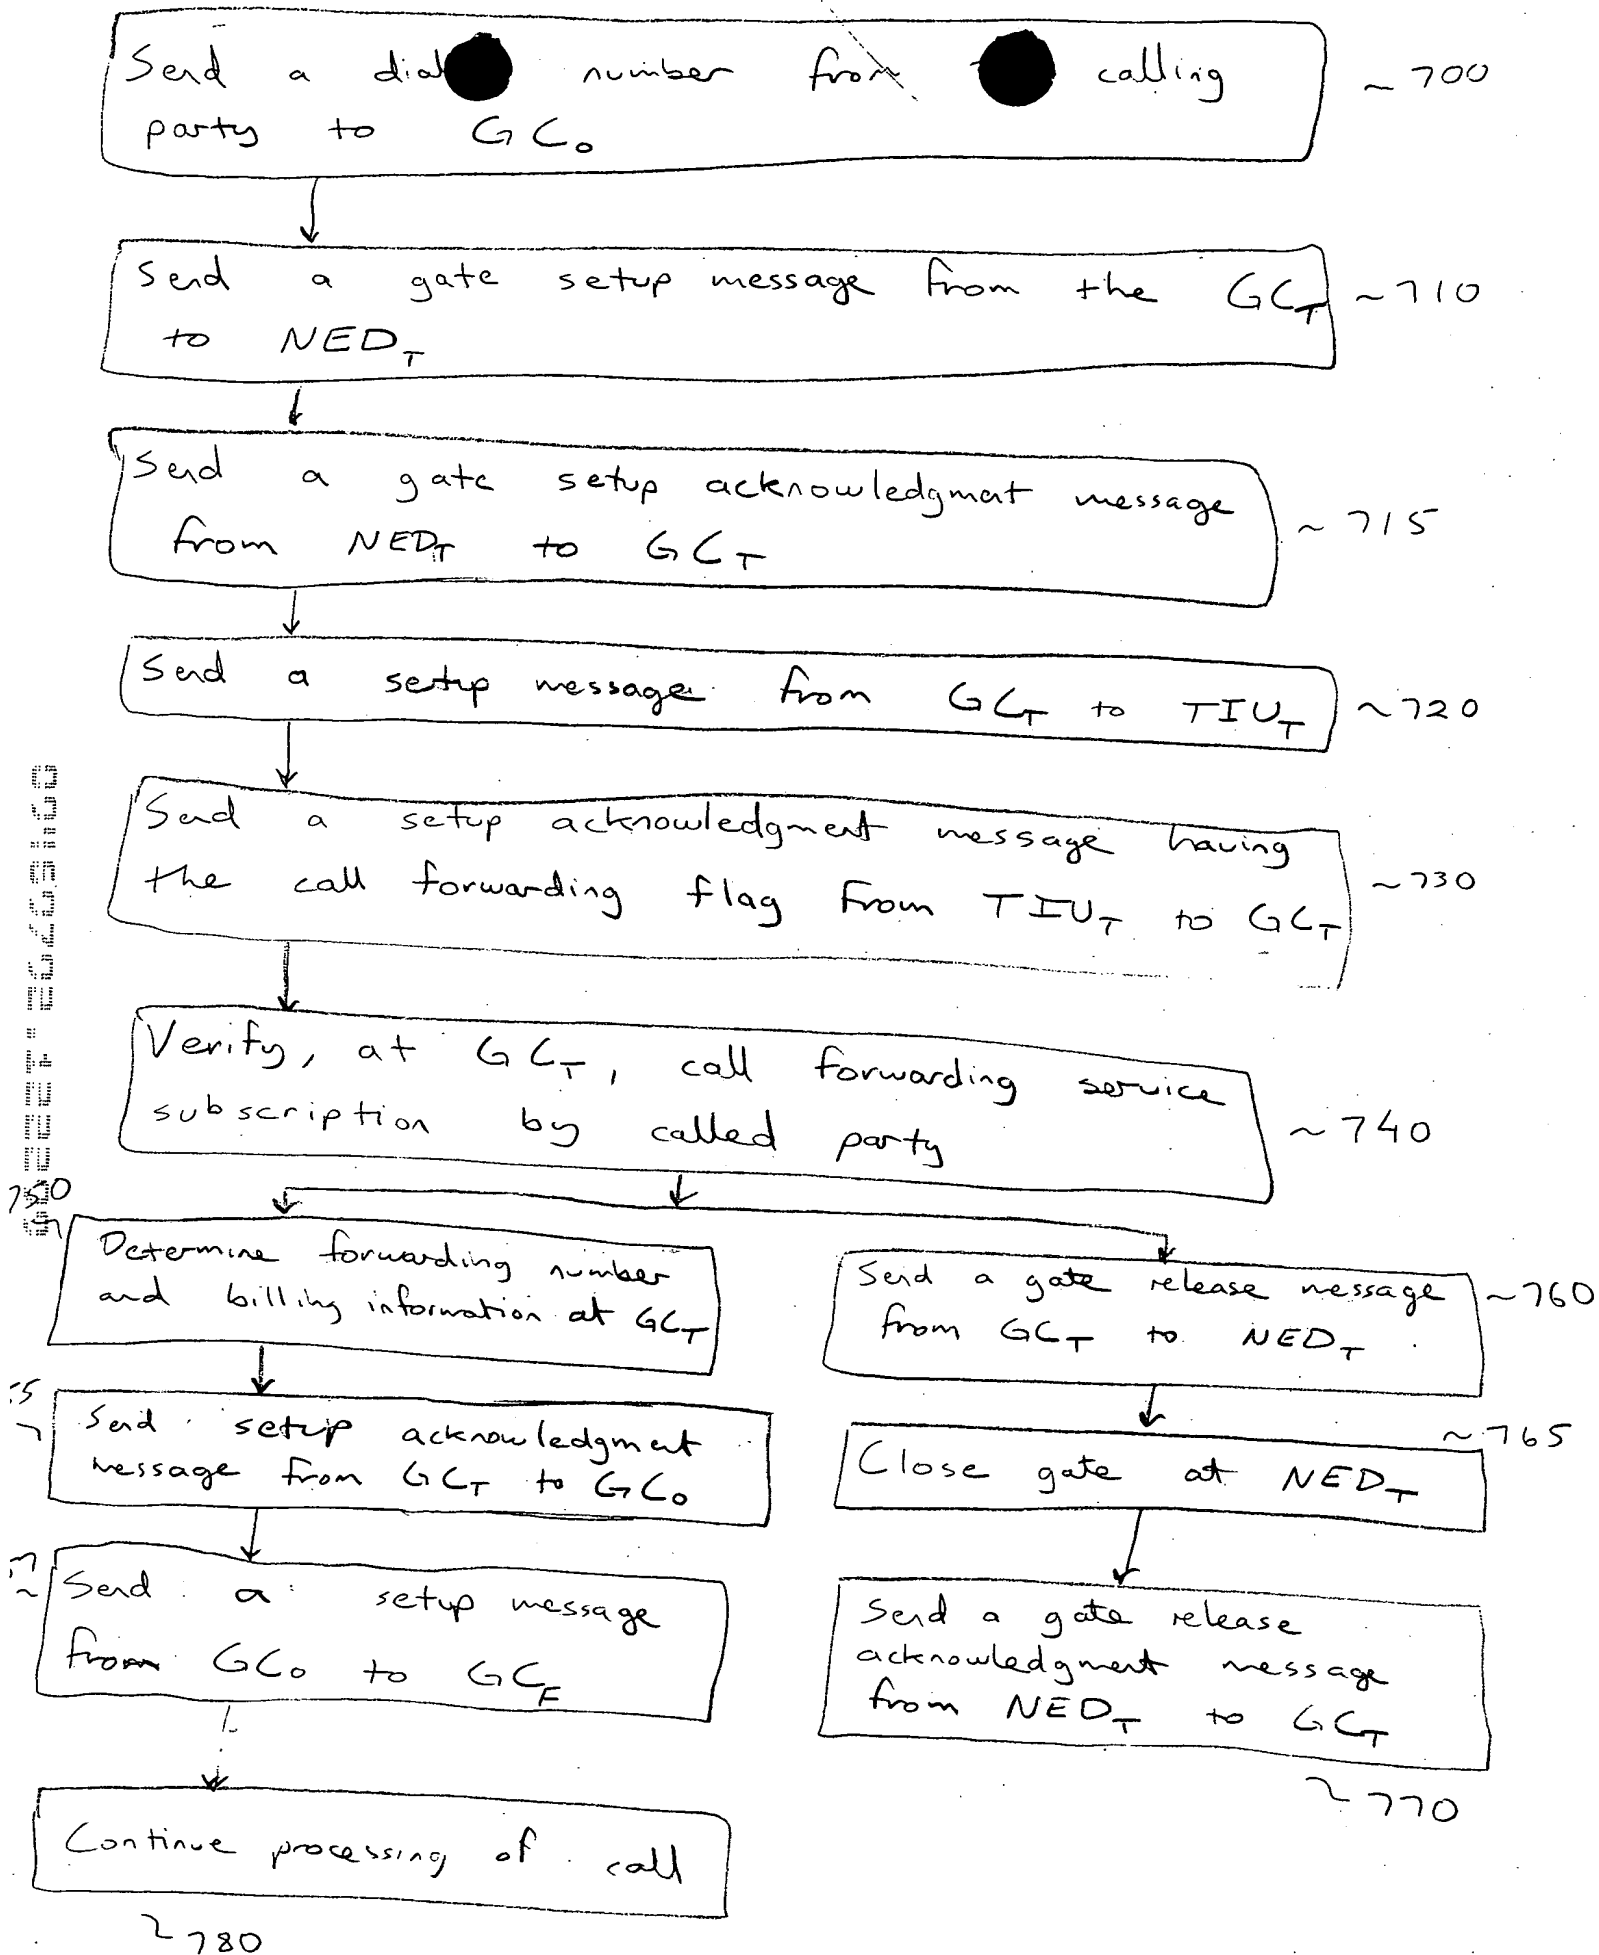 Send a number from calling ~700
party to GCo
Send a gate setup message from the GCT ~710
to NEDT
Send a gate setup acknowledgmat message
from NEDT to GCT ~715
Send a setup message from GCT to TIUT ~720
Send a setup acknowledgment message having
the call forwarding flag from TIUT to GCT ~730
Verify, at GCT, call forwarding service
subscription by called party ~740
750
Determine forwarding number
and billing information at GCT
Send setup acknowledgment
message from GCT to GCo
Send a setup message
from GCo to GCF
Continue processing of call
~780
Send a gate release message ~760
from GCT to NEDT
~765
Close gate at NEDT
Send a gate release
acknowledgment message
from NEDT to GCT
~770